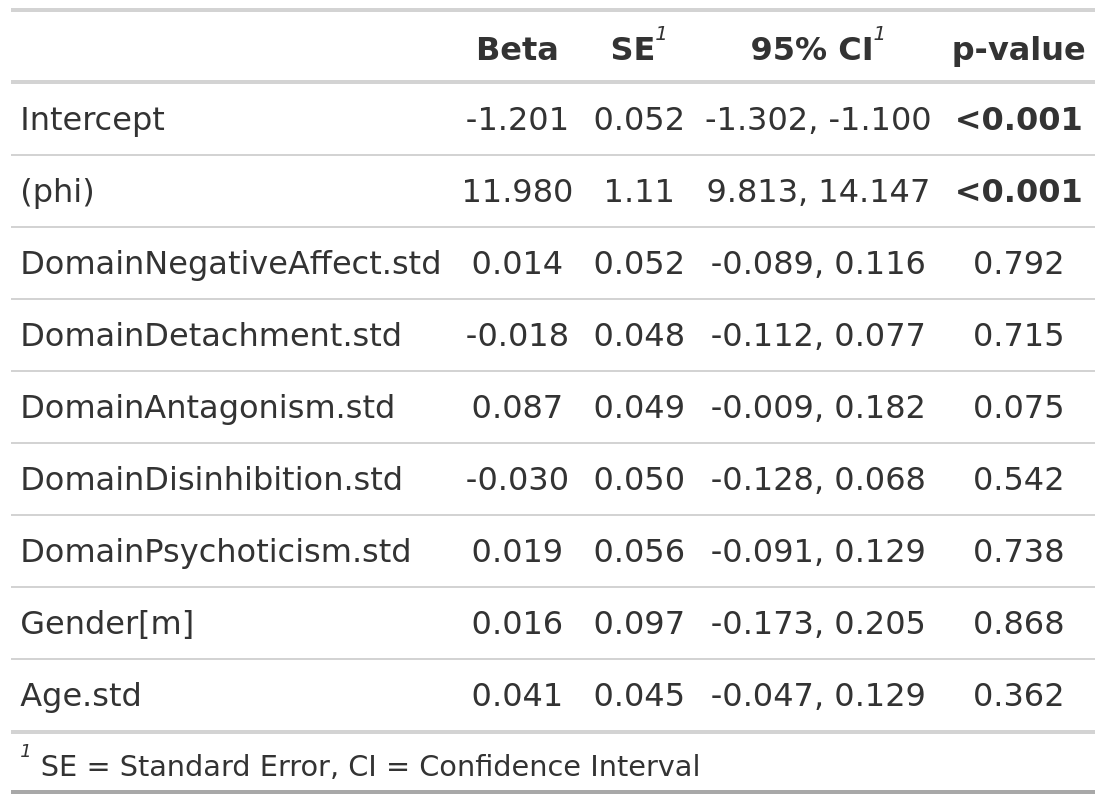 Beta SE¹ 95% CI¹ p-value
Intercept -1.201 0.052 -1.302, -1.100 <0.001
(phi) 11.980 1.11 9.813, 14.147 <0.001
DomainNegativeAffect.std 0.014 0.052 -0.089, 0.116 0.792
DomainDetachment.std -0.018 0.048 -0.112, 0.077 0.715
DomainAntagonism.std 0.087 0.049 -0.009, 0.182 0.075
DomainDisinhibition.std -0.030 0.050 -0.128, 0.068 0.542
DomainPsychoticism.std 0.019 0.056 -0.091, 0.129 0.738
Gender[m] 0.016 0.097 -0.173, 0.205 0.868
Age.std 0.041 0.045 -0.047, 0.129 0.362
¹ SE = Standard Error, CI = Confidence Interval